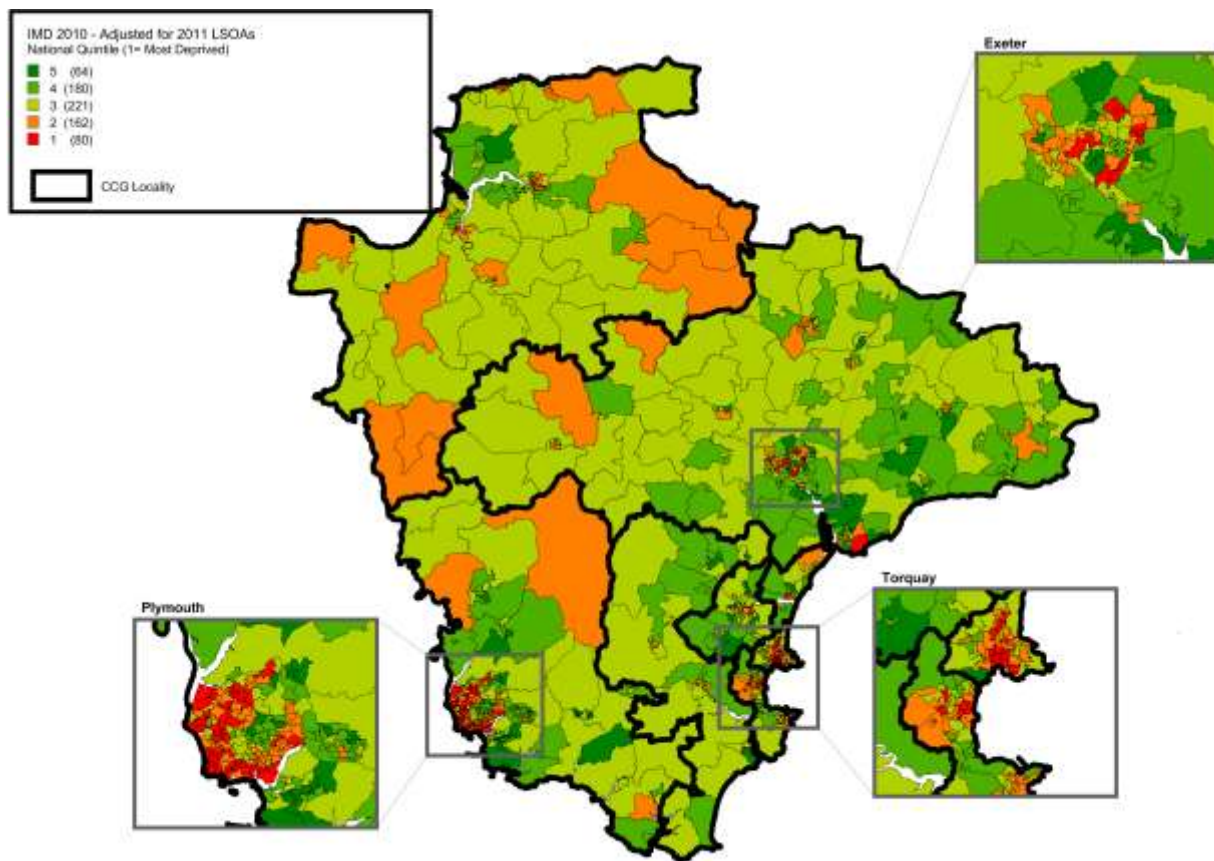 IMD 2010 - Adjusted for 2011 LSOAs
National Quintile (1= Most Deprived)
5 (64)
4 (180)
3 (221)
2 (162)
1 (80)
CCG Locality
Exeter
Plymouth
Torquay